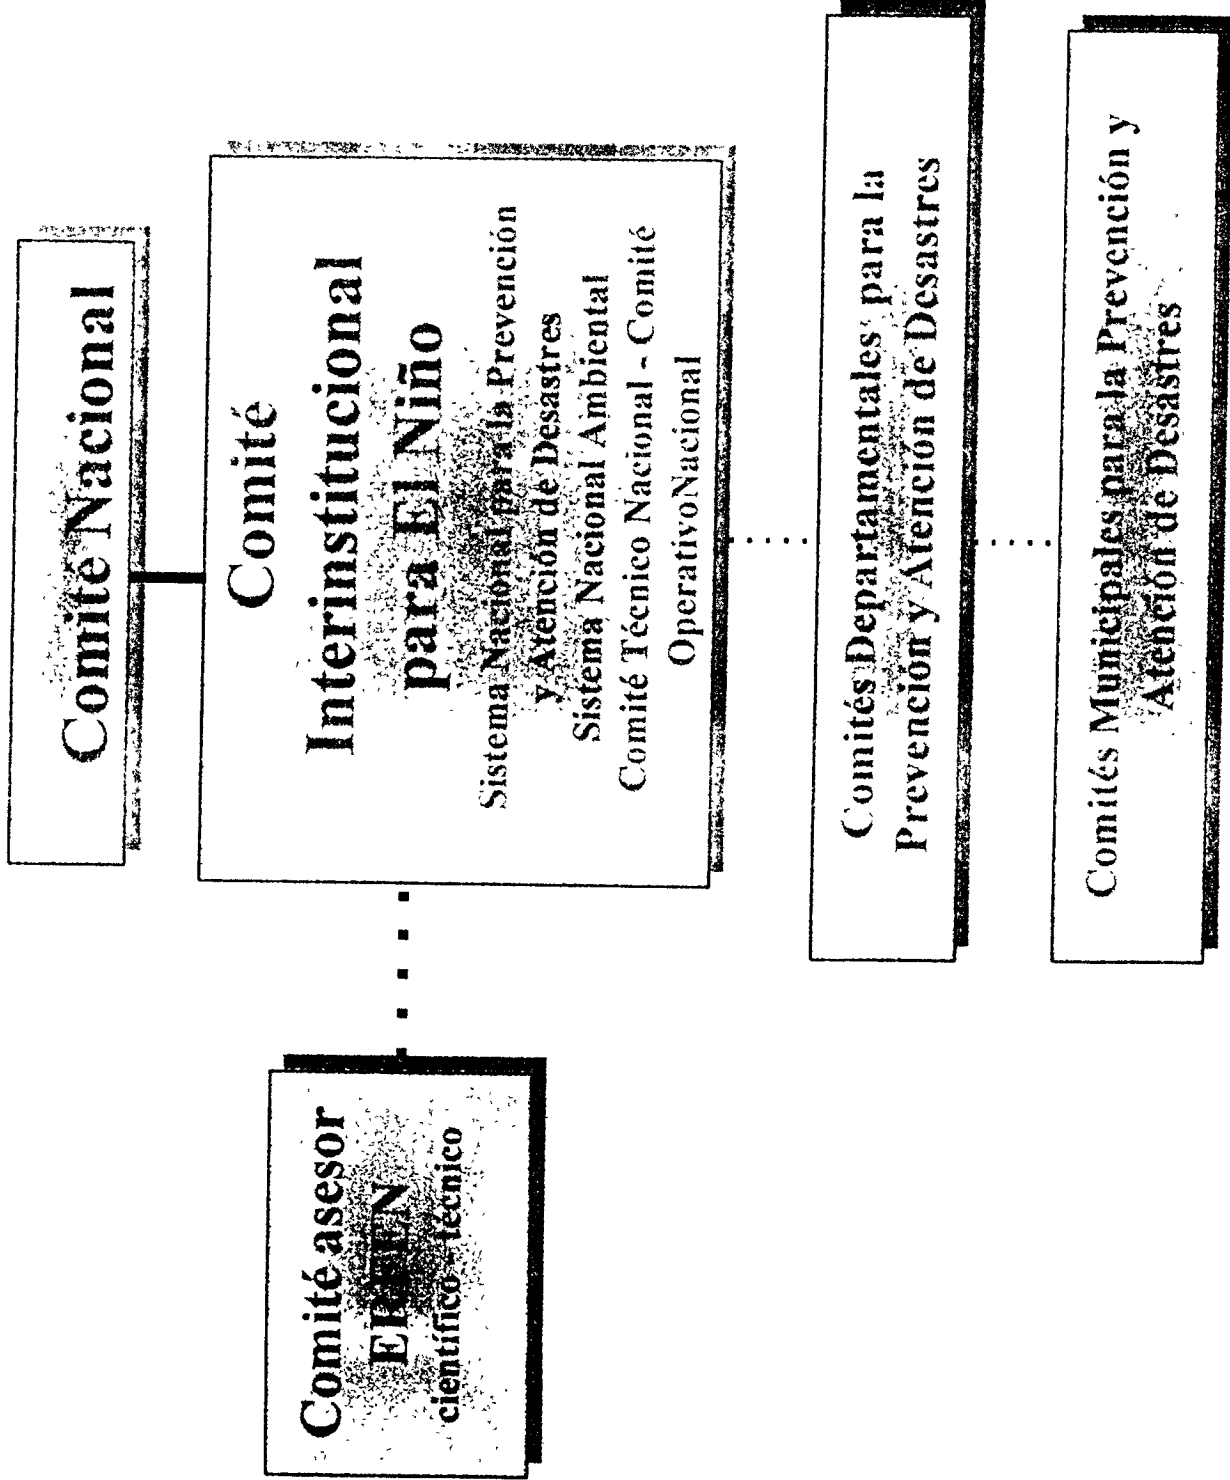 Comité Nacional
Comité
Interinstitucional
para El Niño
Sistema Nacional para la Prevención
y Atención de Desastres
Sistema Nacional Ambiental
Comité Técnico Nacional - Comité
OperativoNacional
Comité asesor
ERFEN
científico - técnico
Comités Departamentales para la
Prevención y Atención de Desastres
Comités Municipales para la Prevención y
Atención de Desastres